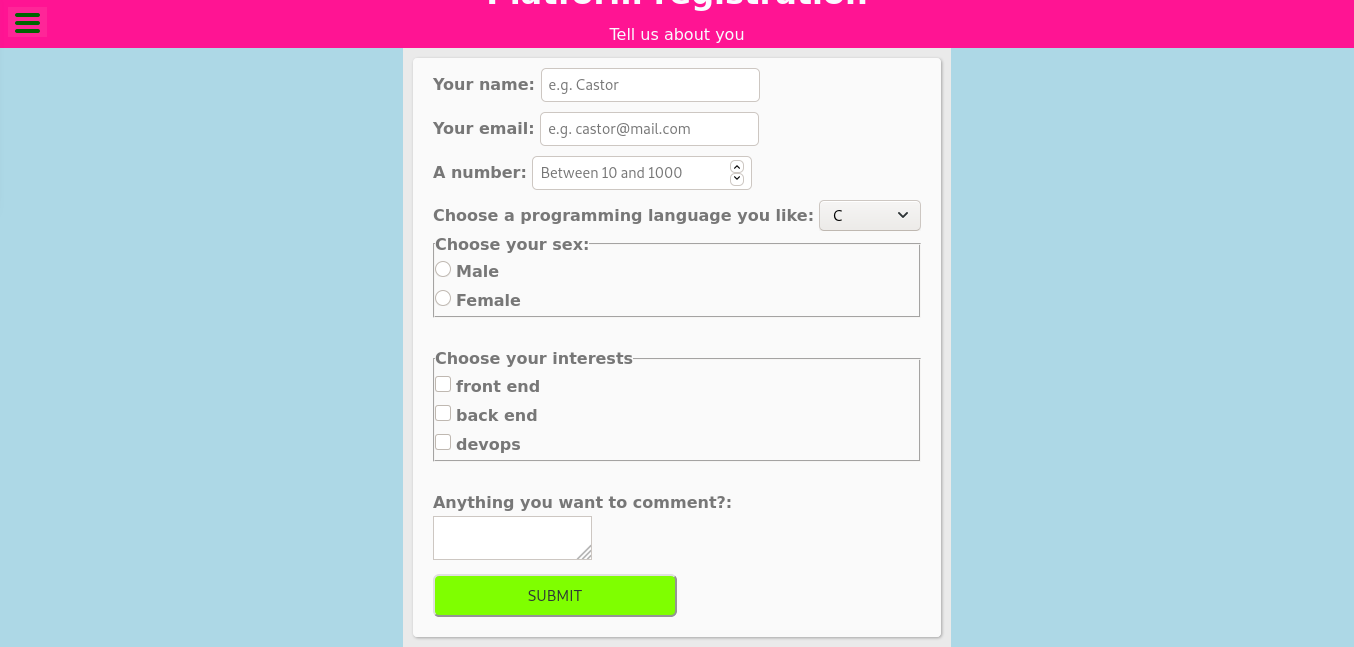 Platform registration
Tell us about you
Your name: e.g. Castor
Your email: e.g. castor@mail.com
A number: Between 10 and 1000
Choose a programming language you like: C
Choose your sex:
Male
Female
Choose your interests
front end
back end
devops
Anything you want to comment?:
SUBMIT